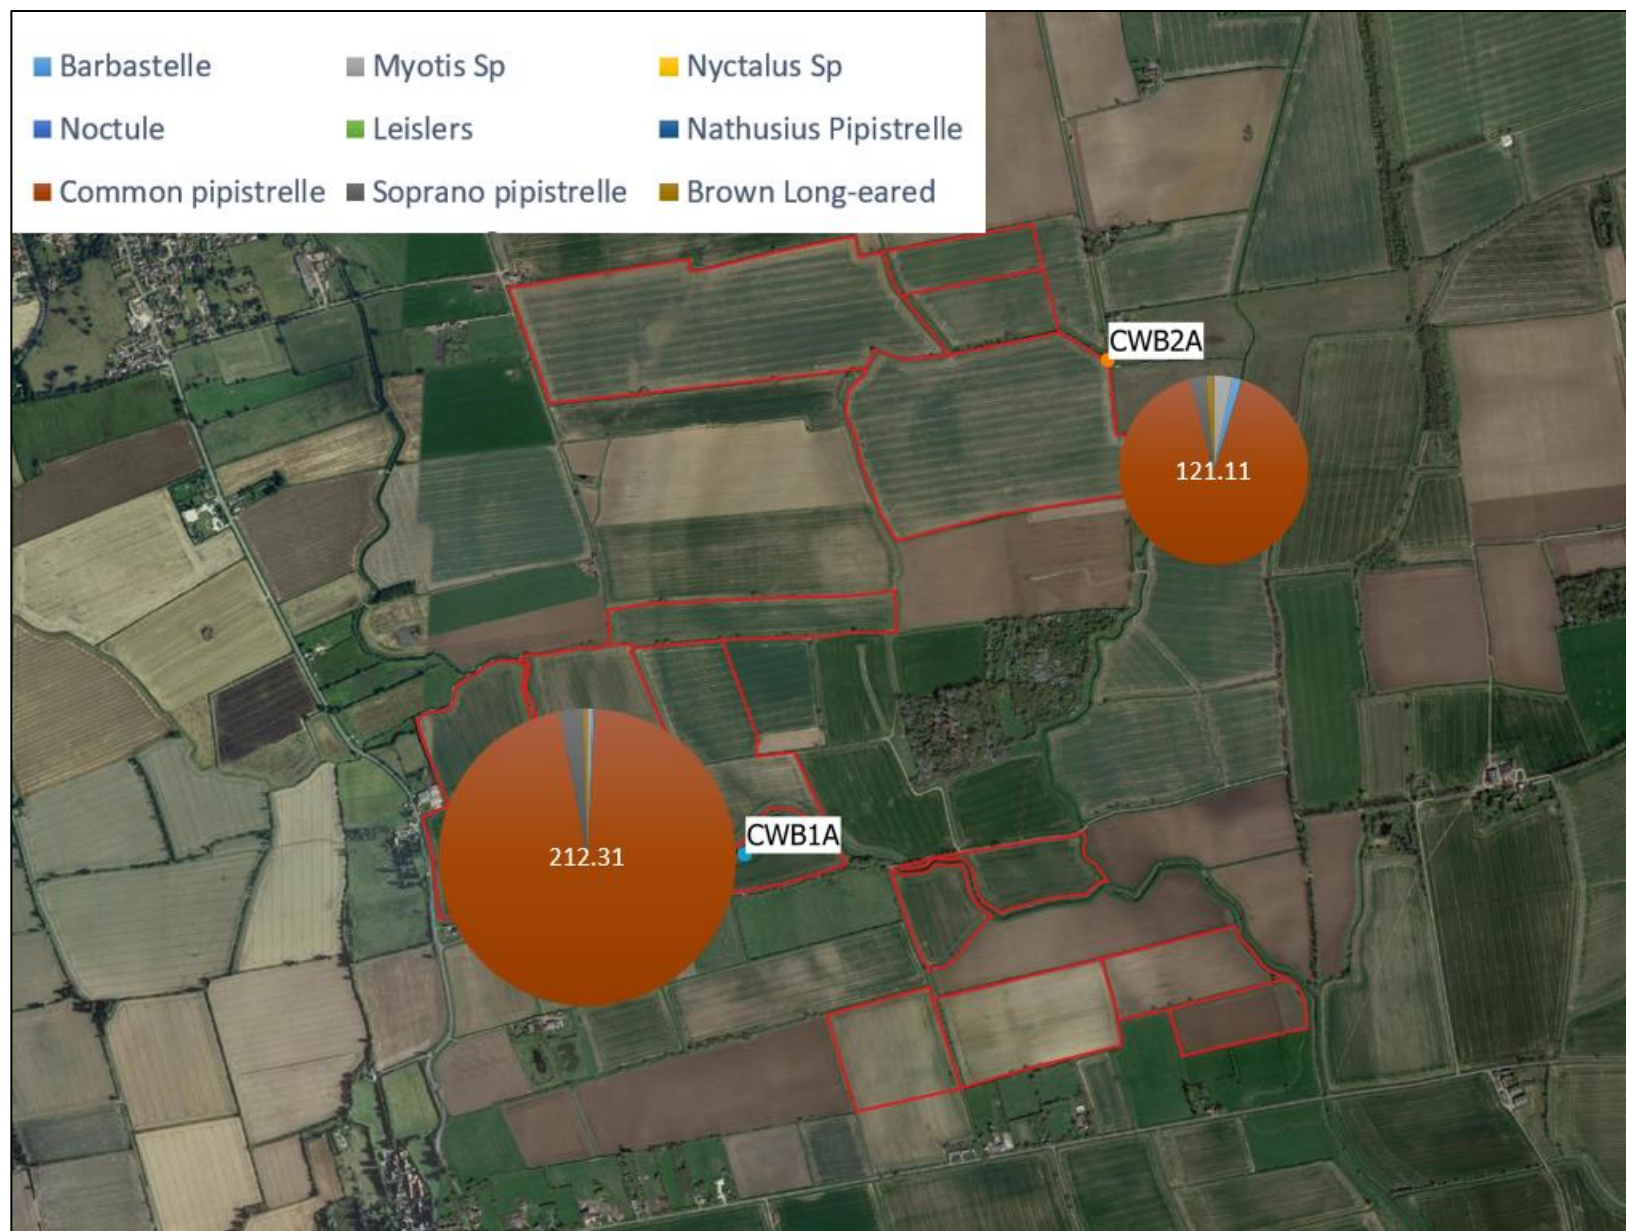 Barbastelle Myotis Sp Nyctalus Sp
Noctule Leislers Nathusius Pipistrelle
Common pipistrelle Soprano pipistrelle Brown Long-eared
CWB2A
121.11
CWB1A
212.31